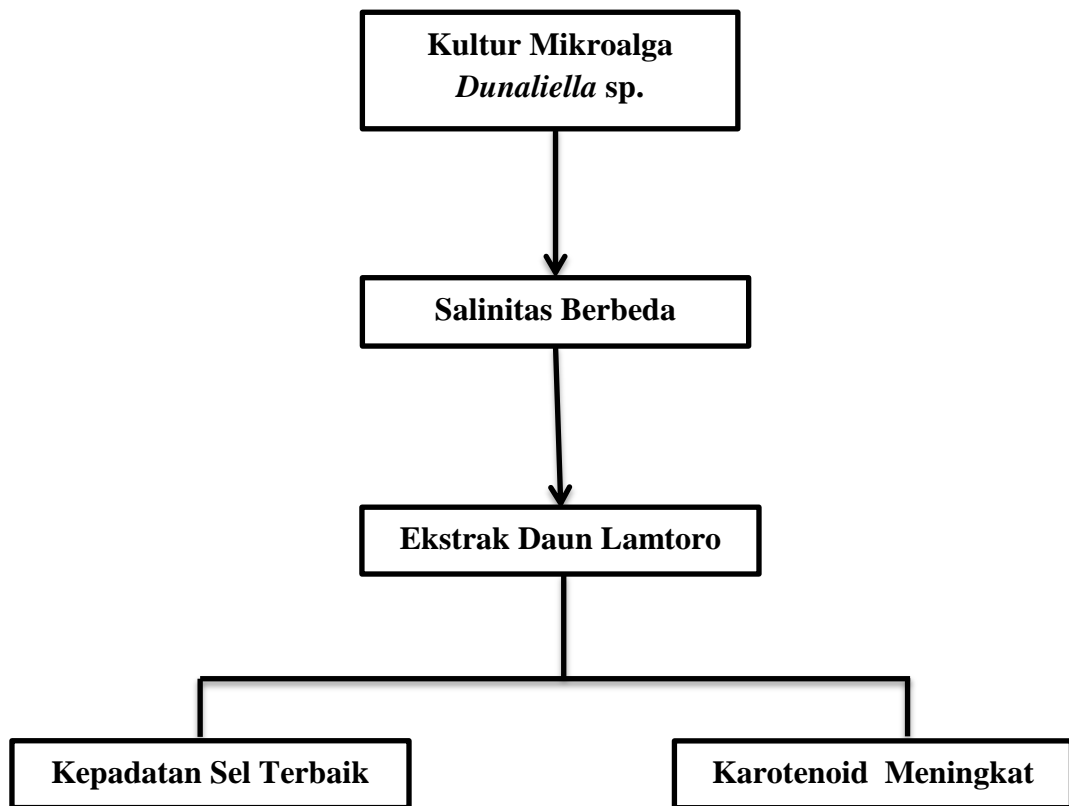 Kultur Mikroalga
Dunaliella sp.
Salinitas Berbeda
Ekstrak Daun Lamtoro
Kepadatan Sel Terbaik
Karotenoid Meningkat